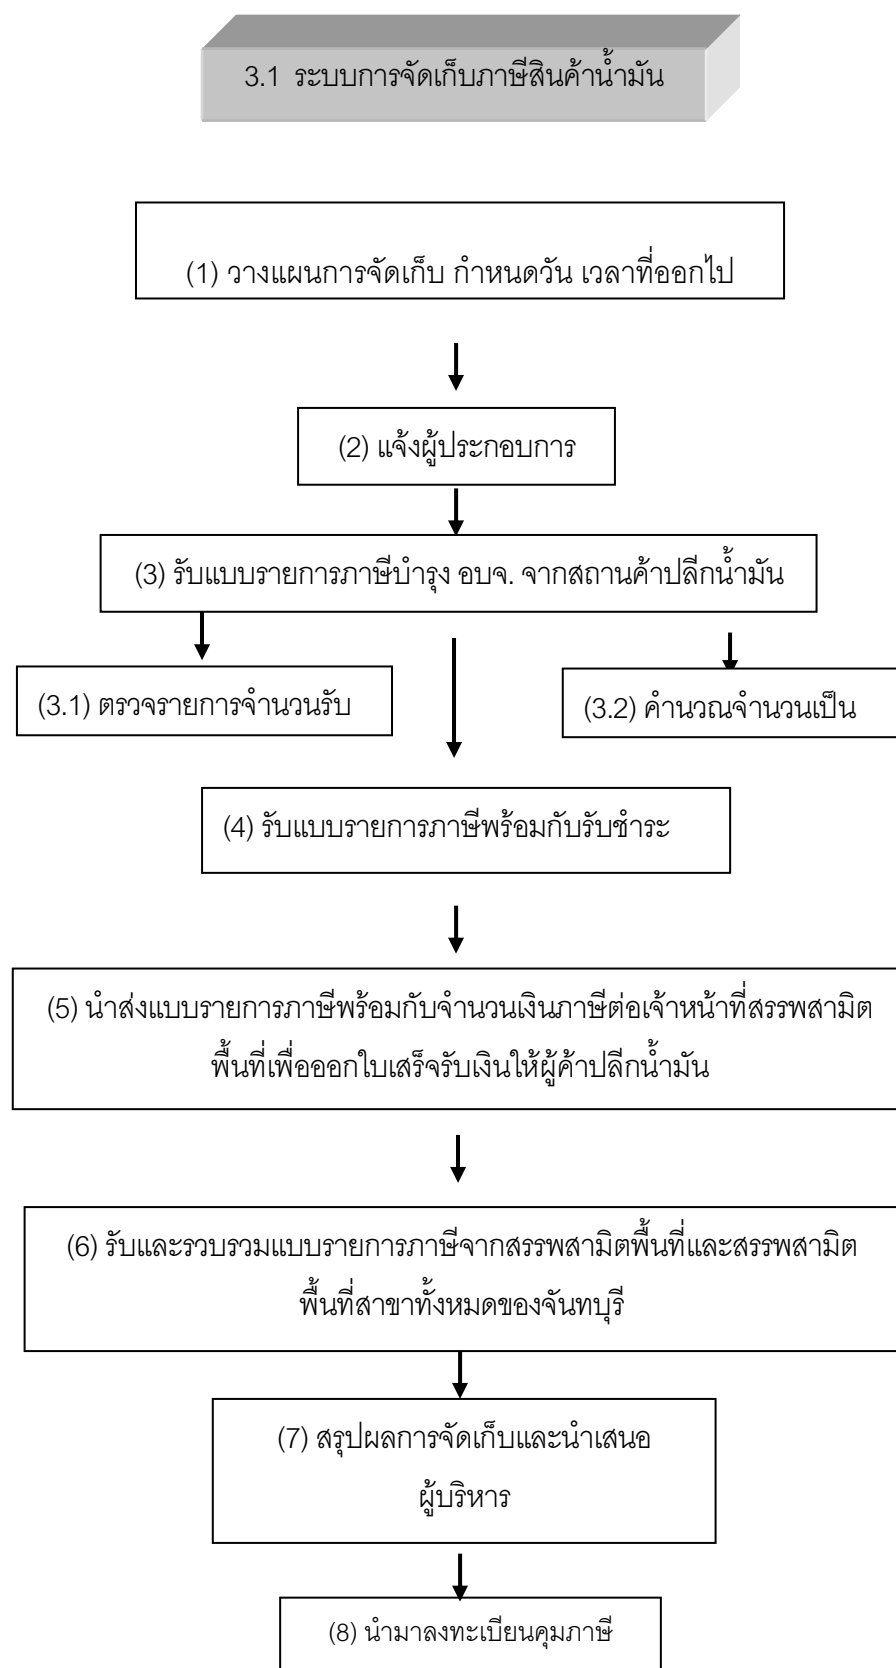 3.1 ระบบการจัดเก็บภาษีสินค้าน้ำมัน
(1) วางแผนการจัดเก็บ กำหนดวัน เวลาที่ออกไป
(2) แจ้งผู้ประกอบการ
(3) รับแบบรายการภาษีบำรุง อบจ. จากสถานค้าปลีกน้ำมัน
(3.1) ตรวจรายการจำนวนรับ
(3.2) คำนวณจำนวนเป็น
(4) รับแบบรายการภาษีพร้อมกับรับชำระ
(5) นำส่งแบบรายการภาษีพร้อมกับจำนวนเงินภาษีต่อเจ้าหน้าที่สรรพสามิต
พื้นที่เพื่อออกใบเสร็จรับเงินให้ผู้ค้าปลีกน้ำมัน
(6) รับและรวบรวมแบบรายการภาษีจากสรรพสามิตพื้นที่และสรรพสามิต
พื้นที่สาขาทั้งหมดของจันทบุรี
(7) สรุปผลการจัดเก็บและนำเสนอ
ผู้บริหาร
(8) นำมาลงทะเบียนคุมภาษี